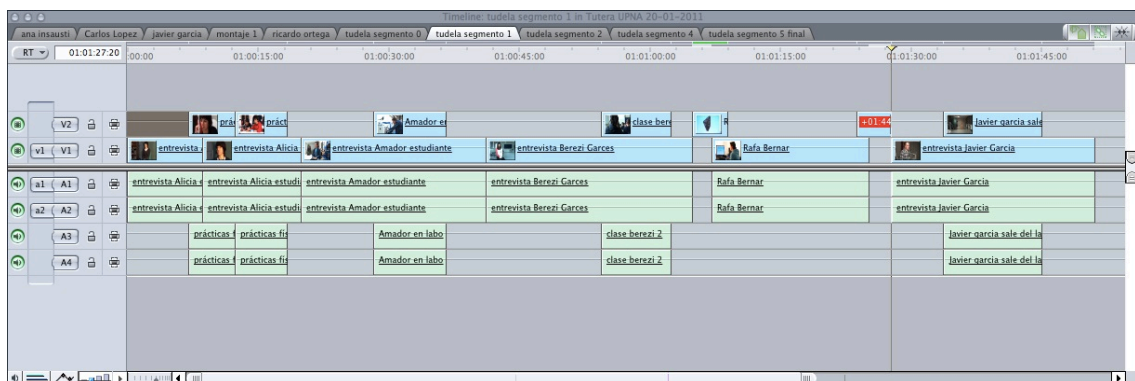 Timeline: tudela segmento 1 in Tutera UPNA 20-01-2011
ana insausti Carlos Lopez javier garcia montaje 1 ricardo ortega tudela segmento 0 tudela segmento 1 tudela segmento 2 tudela segmento 4 tudela segmento 5 final
RT 01:01:27:20 :00:00 01:00:15:00 01:00:30:00 01:00:45:00 01:01:00:00 01:01:15:00 01:01:30:00 01:01:45:00
V2 prác práct Amador en clase bere R +01:44 Javier garcia sale
v1 V1 entrevista entrevista Alicia entrevista Amador estudiante entrevista Berezi Garces Rafa Bernar entrevista Javier Garcia
a1 A1 entrevista Alicia e entrevista Alicia estudi entrevista Amador estudiante entrevista Berezi Garces Rafa Bernar entrevista Javier Garcia
a2 A2 entrevista Alicia e entrevista Alicia estudi entrevista Amador estudiante entrevista Berezi Garces Rafa Bernar entrevista Javier Garcia
A3 prácticas f prácticas fis Amador en labo clase berezi 2 Javier garcia sale del la
A4 prácticas f prácticas fis Amador en labo clase berezi 2 Javier garcia sale del la